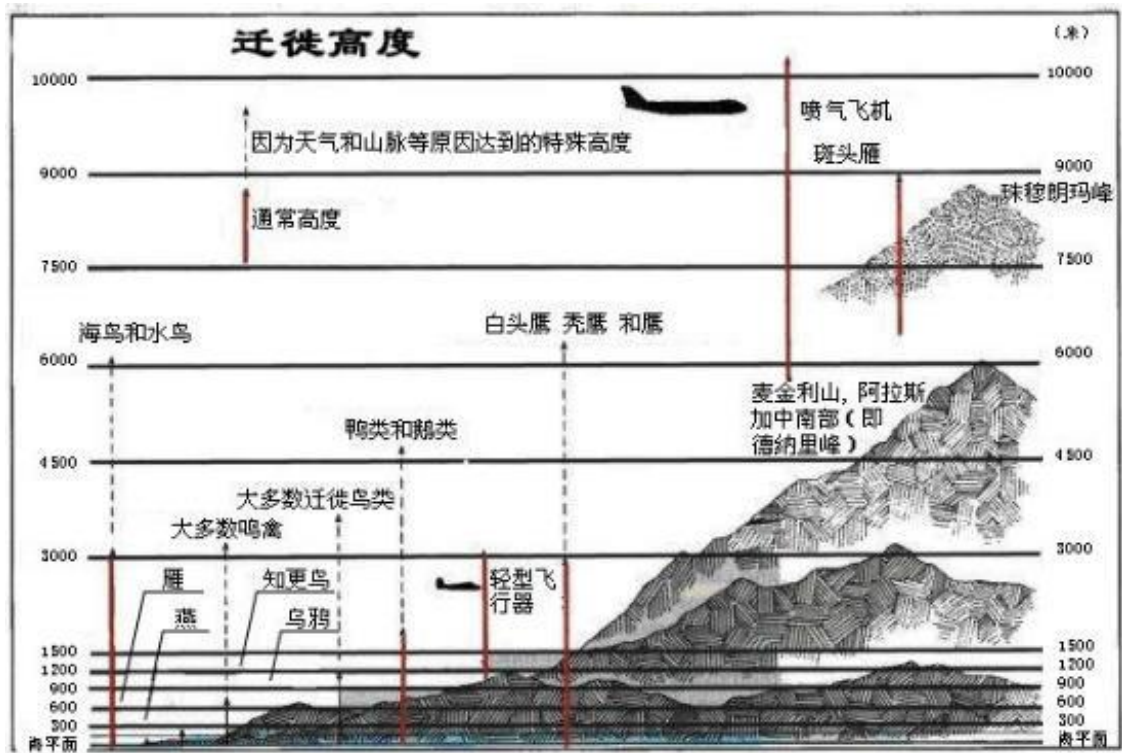 迁徙高度
（米）
10000
10000
喷气飞机
因为天气和山脉等原因达到的特殊高度
斑头雁
9000
9000
珠穆朗玛峰
通常高度
7500
7500
海鸟和水鸟
白头鹰 秃鹰 和鹰
6000
6000
麦金利山, 阿拉斯
加中南部（即
德纳里峰）
鸭类和鹅类
4500
4500
大多数迁徙鸟类
大多数鸣禽
3000
3000
雁
知更鸟
轻型飞
行器
燕
乌鸦
1500
1500
1200
1200
900
900
600
600
300
300
海平面
海平面